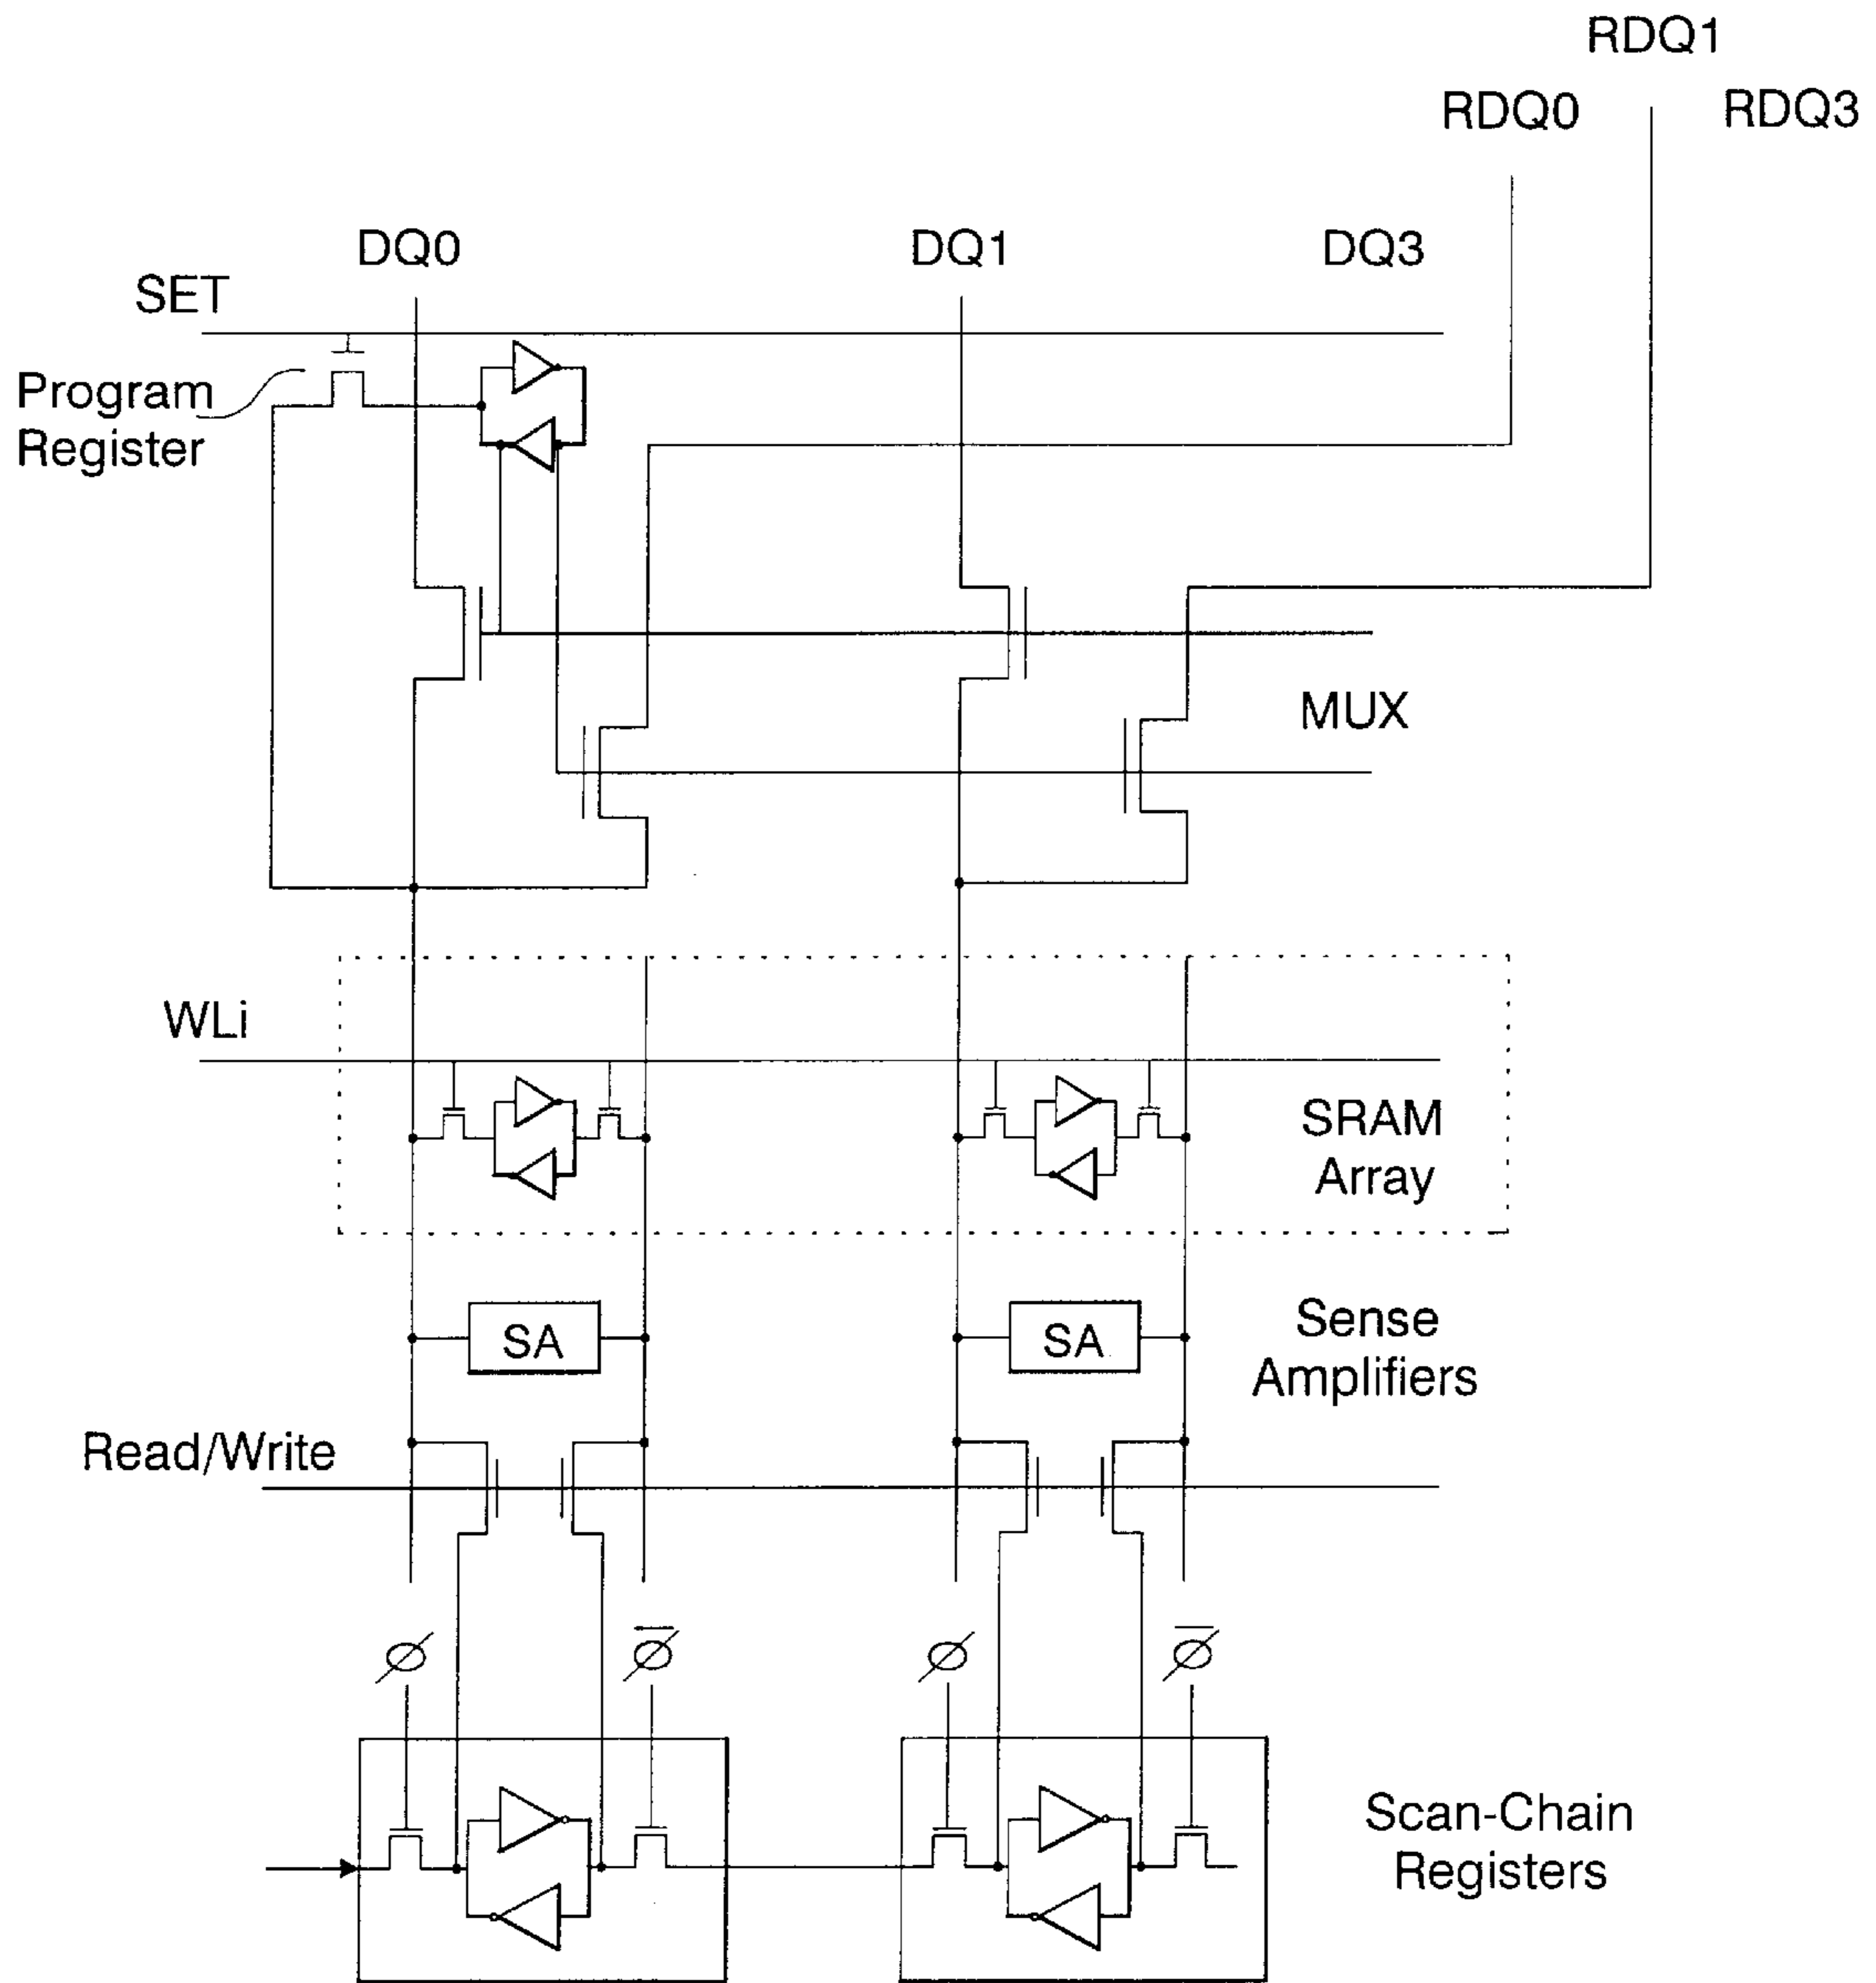 RDQ1
RDQ0
RDQ3
DQ0
DQ1
DQ3
SET
Program
Register
MUX
WLi
SRAM
Array
SA
SA
Sense
Amplifiers
Read/Write
∅
∅̅
∅
∅̅
Scan-Chain
Registers